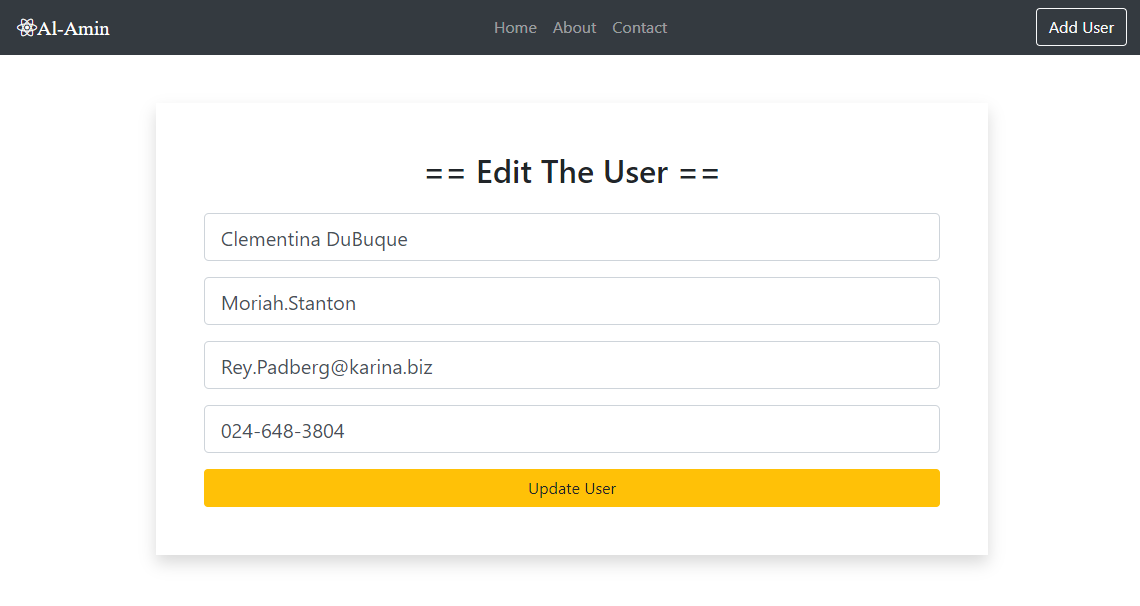 Al-Amin
Home About Contact
Add User
== Edit The User ==
Clementina DuBuque
Moriah.Stanton
Rey.Padberg@karina.biz
024-648-3804
Update User